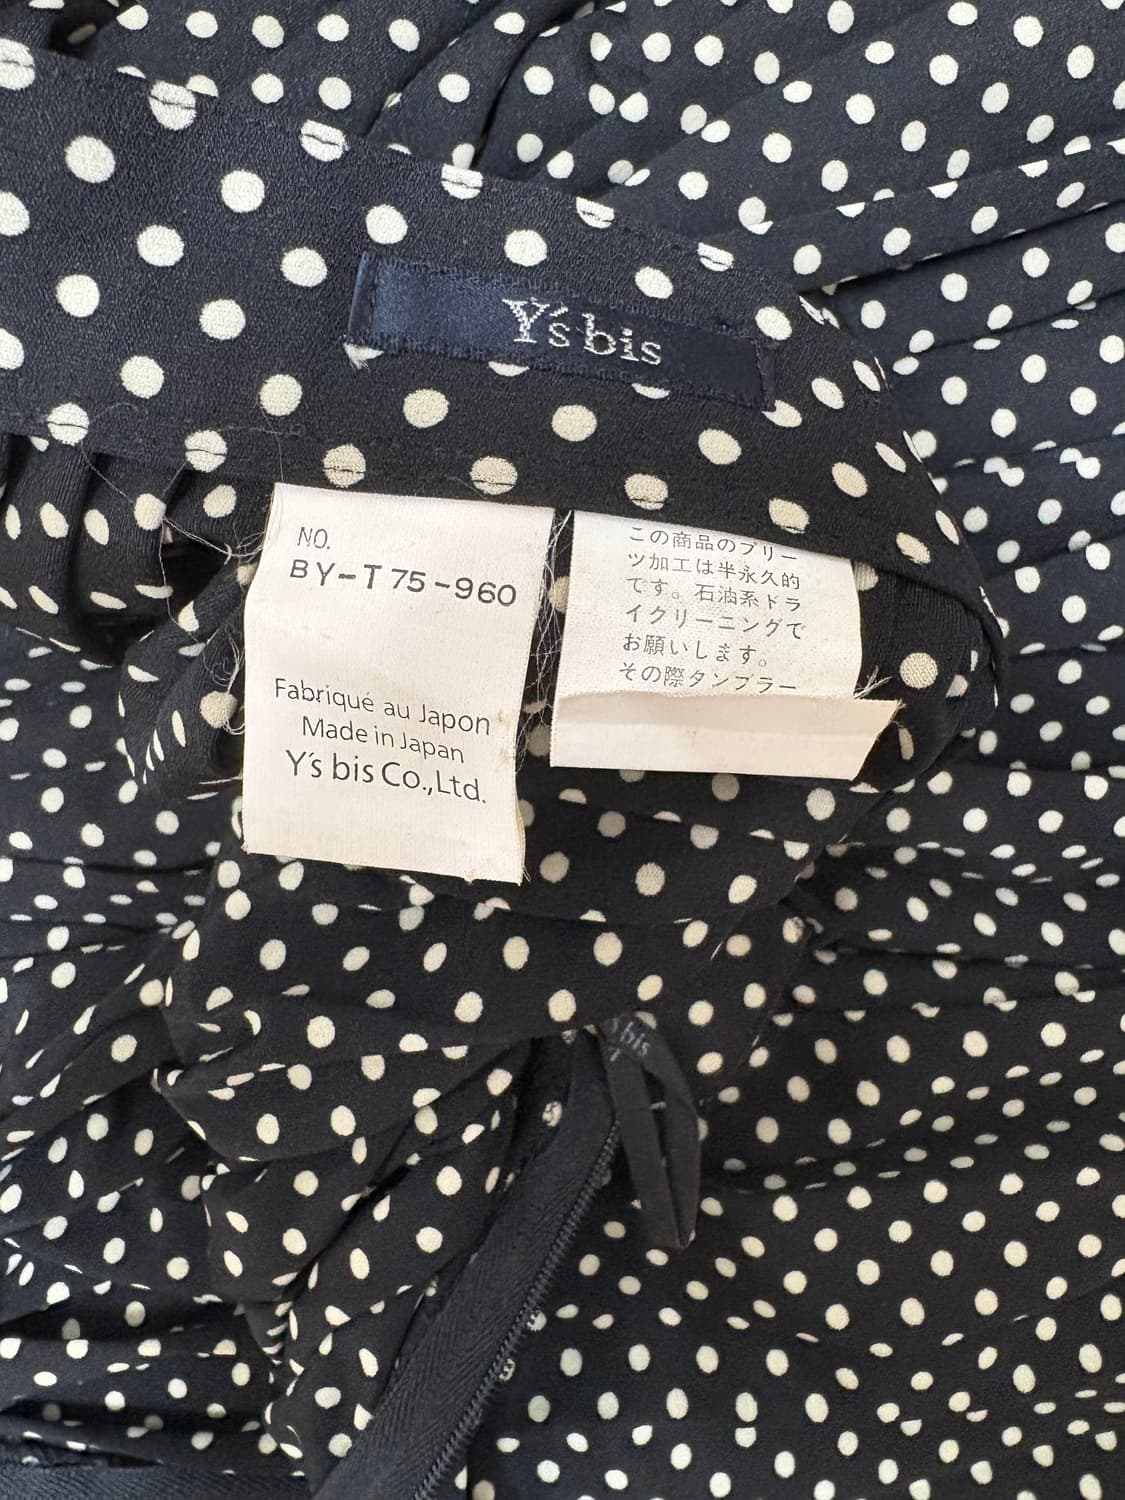 Y's bis
NO.
BY-T75-960
Fabriqué au Japon
Made in Japan
Y's bis Co.,Ltd.
この商品のプリー
ツ加工は半永久的
です。石油系ドラ
イクリーニングで
お願いします。
その際タンブラー
bis